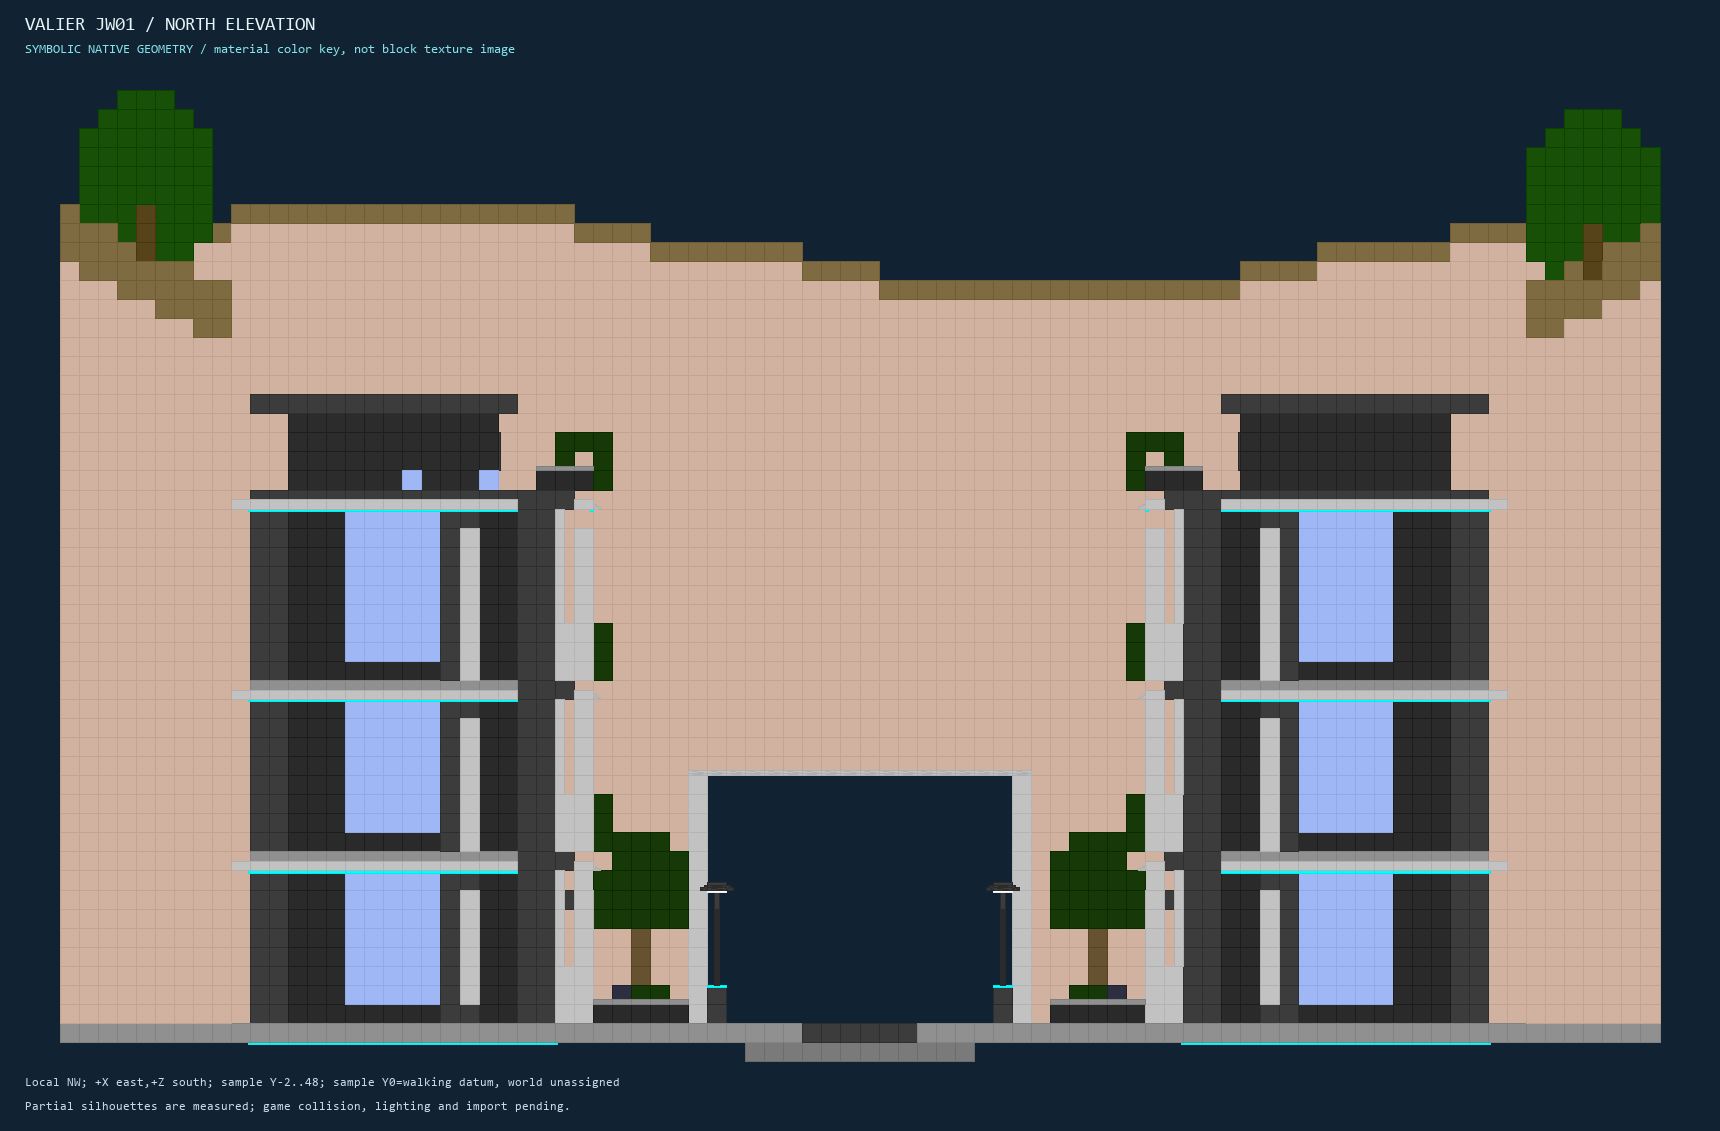 VALIER JW01 / NORTH ELEVATION
SYMBOLIC NATIVE GEOMETRY / material color key, not block texture image
Local NW; +X east,+Z south; sample Y-2..48; sample Y0=walking datum, world unassigned
Partial silhouettes are measured; game collision, lighting and import pending.